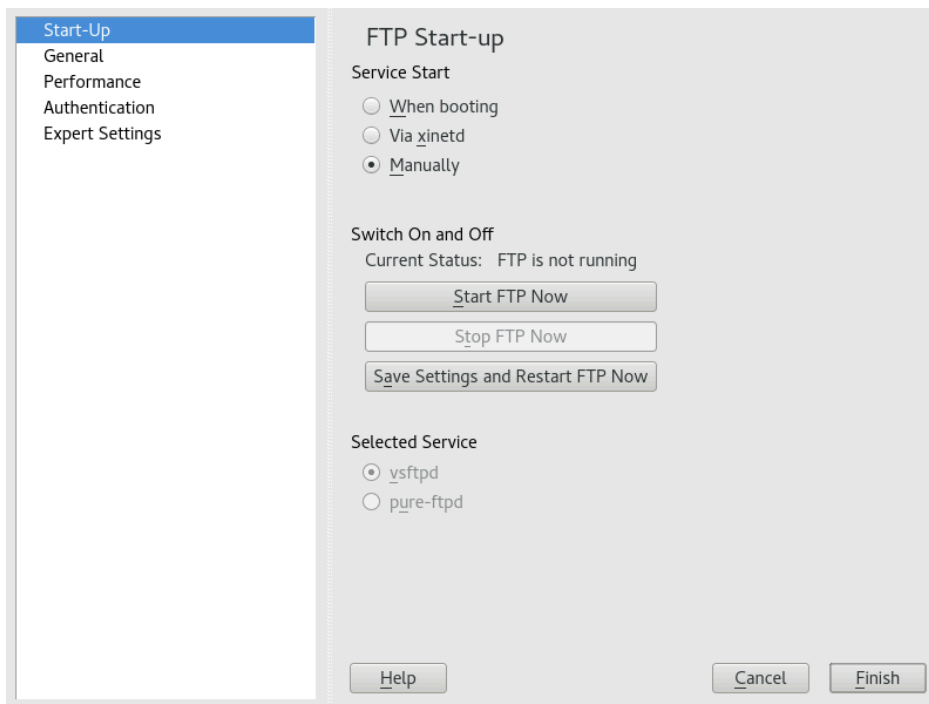 Start-Up
General
Performance
Authentication
Expert Settings
FTP Start-up
Service Start
When booting
Via xinetd
Manually
Switch On and Off
Current Status: FTP is not running
Start FTP Now
Stop FTP Now
Save Settings and Restart FTP Now
Selected Service
vsftpd
pure-ftpd
Help
Cancel
Finish